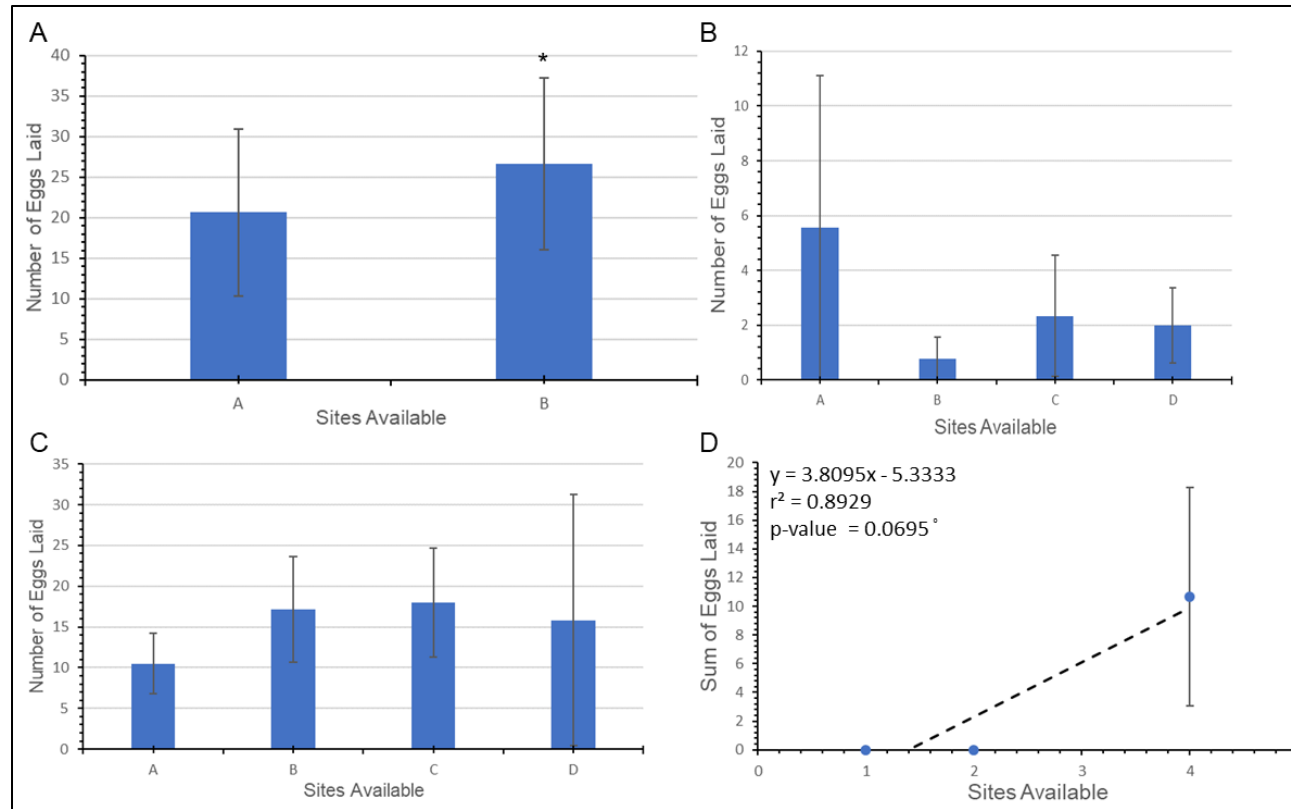 A
40
35
30
25
20
15
10
5
0
Number of Eggs Laid
*
A B
Sites Available
B
12
10
8
6
4
2
0
Number of Eggs Laid
A B C D
Sites Available
C
35
30
25
20
15
10
5
0
Number of Eggs Laid
A B C D
Sites Available
D
20
18
16
14
12
10
8
6
4
2
0
Sum of Eggs Laid
y = 3.8095x - 5.3333
r² = 0.8929
p-value = 0.0695°
0 1 2 3 4
Sites Available